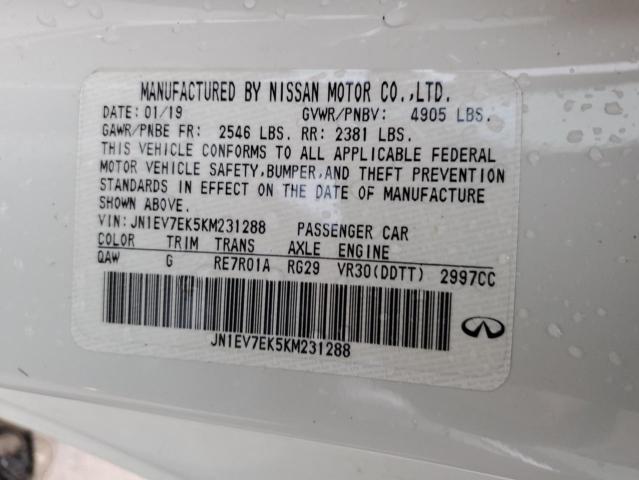 MANUFACTURED BY NISSAN MOTOR CO.,LTD.
DATE: 01/19 GVWR/PNBV: 4905 LBS.
GAWR/PNBE FR: 2546 LBS. RR: 2381 LBS.
THIS VEHICLE CONFORMS TO ALL APPLICABLE FEDERAL
MOTOR VEHICLE SAFETY,BUMPER,AND THEFT PREVENTION
STANDARDS IN EFFECT ON THE DATE OF MANUFACTURE
SHOWN ABOVE.
VIN: JN1EV7EK5KM231288 PASSENGER CAR
COLOR TRIM TRANS AXLE ENGINE
QAW G RE7R01A RG29 VR30(DDTT) 2997CC
JN1EV7EK5KM231288